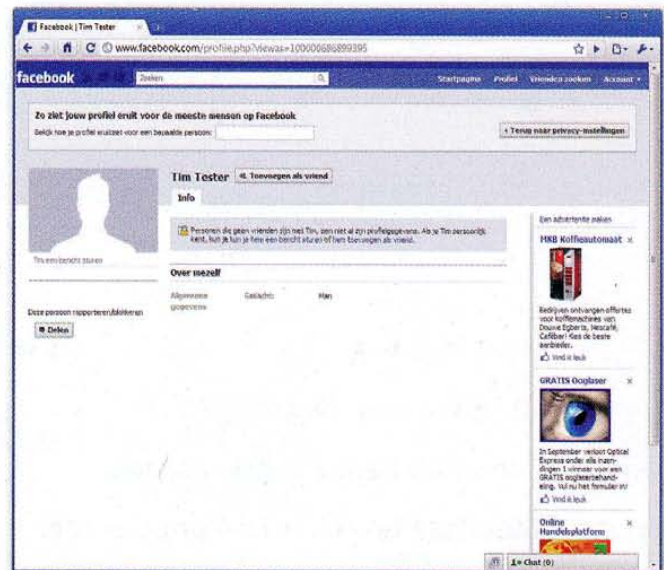 Facebook | Tim Tester
www.facebook.com/profile.php?viewas=100000686899395
facebook
Zoeken
Startpagina Profiel Vrienden zoeken Account
Zo ziet jouw profiel eruit voor de meeste mensen op Facebook
Bekijk hoe je profiel eruitziet voor een bepaalde persoon:
Terug naar privacy-instellingen
Tim Tester
Toevoegen als vriend
Info
Personen die geen vrienden zijn met Tim, zien niet al zijn profielgegevens. Als je Tim persoonlijk
kent, kun je hem een bericht sturen of hem toevoegen als vriend.
Tim een bericht sturen
Over mezelf
Algemene gegevens
Geslacht:
Man
Deze persoon rapporteren/blokkeren
Delen
Een advertentie maken
MKB Koffieautomaat
Bedrijven ontvangen offertes
voor koffiemachines van
Douwe Egberts, Nescafé,
Cafébar! Kies de beste
aanbieder.
Vind ik leuk
GRATIS Ooglaser
In September verloot Optical
Express onder alle inzen-
dingen 1 winnaar voor een
GRATIS ooglaserbehand-
eling. Vul nu het formulier in!
Vind ik leuk
Online
Handelsplatform
Chat (0)